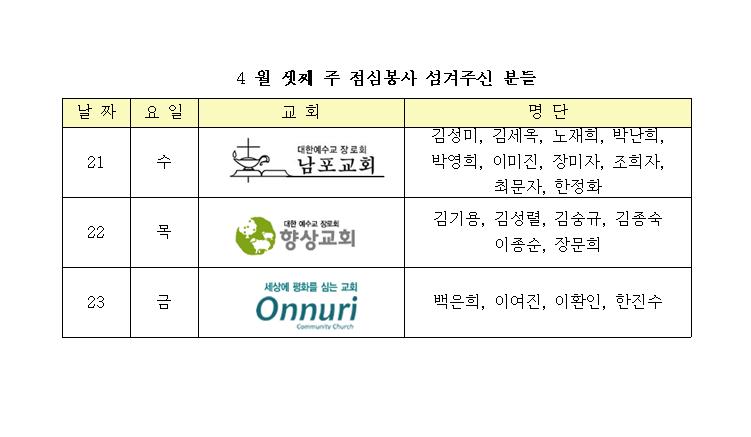 4 월 셋째 주 점심봉사 섬겨주신 분들
날 짜 요 일 교 회 명 단
21 수 대한예수교 장로회 남포교회 김성미, 김세옥, 노재희, 박난희,
박영희, 이미진, 장미자, 조희자,
최문자, 한정화
22 목 대한 예수교 장로회 향상교회 김기용, 김성렬, 김승규, 김종숙
이종순, 장문희
23 금 세상에 평화를 심는 교회 Onnuri Community Church 백은희, 이여진, 이환인, 한진수